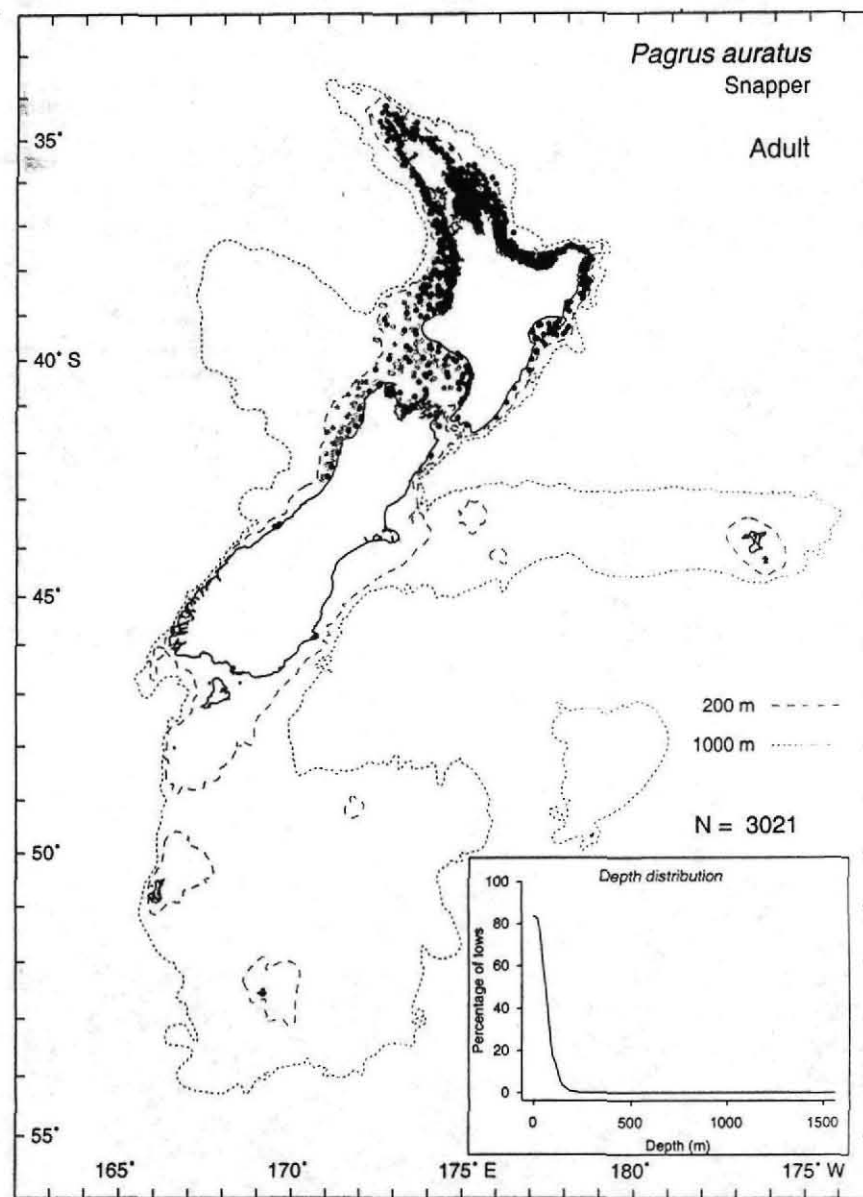 Pagrus auratus
Snapper
Adult
35°
40° S
45°
50°
55°
200 m
1000 m
N = 3021
Depth distribution
Percentage of tows
100
80
60
40
20
0
0 500 1000 1500
Depth (m)
165° 170° 175° E 180° 175° W